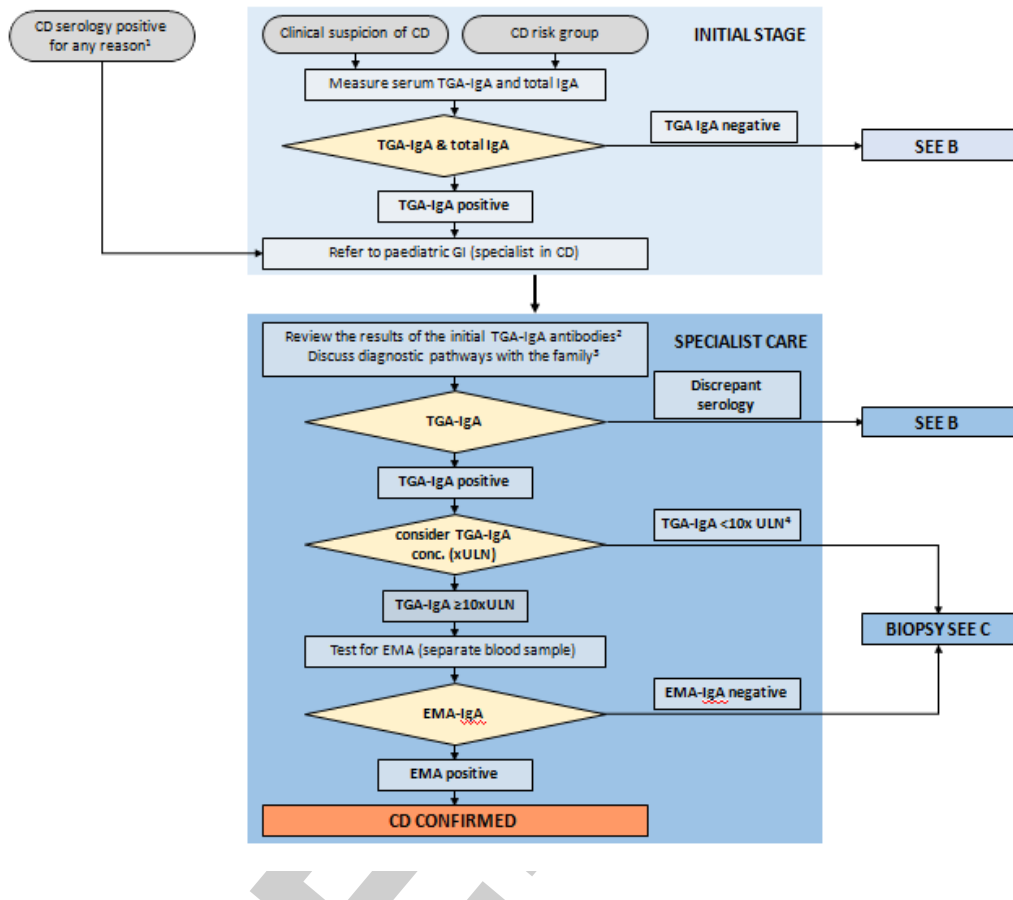 CD serology positive
for any reason¹
Clinical suspicion of CD
CD risk group
INITIAL STAGE
Measure serum TGA-IgA and total IgA
TGA-IgA & total IgA
TGA IgA negative
SEE B
TGA-IgA positive
Refer to paediatric GI (specialist in CD)
Review the results of the initial TGA-IgA antibodies²
Discuss diagnostic pathways with the family³
SPECIALIST CARE
TGA-IgA
Discrepant
serology
SEE B
TGA-IgA positive
consider TGA-IgA
conc. (xULN)
TGA-IgA <10x ULN⁴
TGA-IgA ≥10xULN
BIOPSY SEE C
Test for EMA (separate blood sample)
EMA-IgA
EMA-IgA negative
EMA positive
CD CONFIRMED